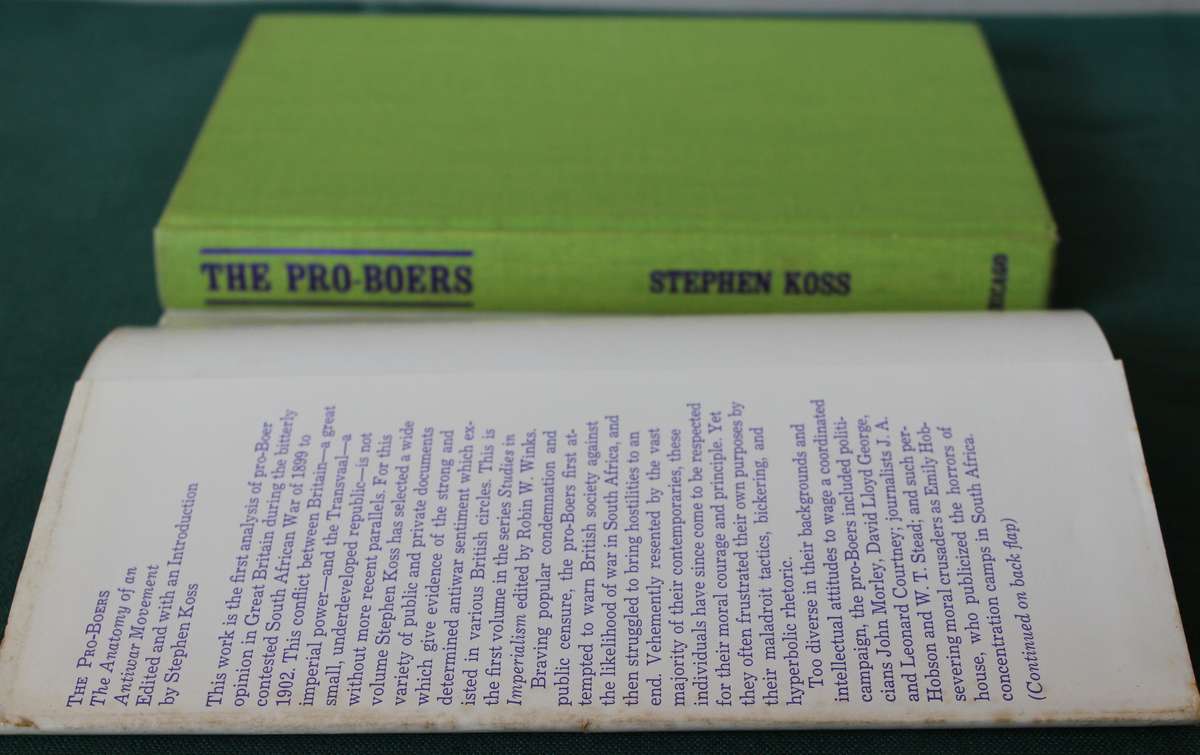 THE PRO-BOERS
STEPHEN KOSS
THE PRO-BOERS
The Anatomy of an
Antiwar Movement
Edited and with an Introduction
by Stephen Koss
This work is the first analysis of pro-Boer
opinion in Great Britain during the bitterly
contested South African War of 1899 to
1902. This conflict between Britain—a great
imperial power—and the Transvaal—a
small, underdeveloped republic—is not
without more recent parallels. For this
volume Stephen Koss has selected a wide
variety of public and private documents
which give evidence of the strong and
determined antiwar sentiment which ex-
isted in various British circles. This is
the first volume in the series Studies in
Imperialism edited by Robin W. Winks.
Braving popular condemnation and
public censure, the pro-Boers first at-
tempted to warn British society against
the likelihood of war in South Africa, and
then struggled to bring hostilities to an
end. Vehemently resented by the vast
majority of their contemporaries, these
individuals have since come to be respected
for their moral courage and principle. Yet
they often frustrated their own purposes by
their maladroit tactics, bickering, and
hyperbolic rhetoric.
Too diverse in their backgrounds and
intellectual attitudes to wage a coordinated
campaign, the pro-Boers included politi-
cians John Morley, David Lloyd George,
and Leonard Courtney; journalists J. A.
Hobson and W. T. Stead; and such per-
severing moral crusaders as Emily Hob-
house, who publicized the horrors of
concentration camps in South Africa.
(Continued on back flap)